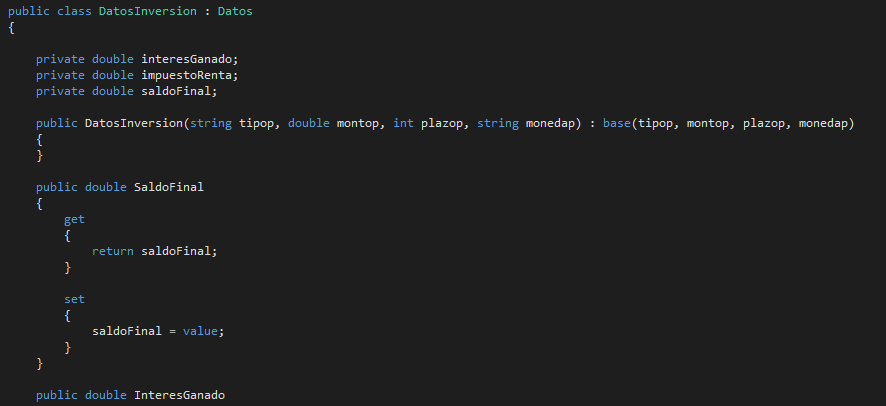 public class DatosInversion : Datos
{
private double interesGanado;
private double impuestoRenta;
private double saldoFinal;
public DatosInversion(string tipop, double montop, int plazop, string monedap) : base(tipop, montop, plazop, monedap)
{
}
public double SaldoFinal
{
get
{
return saldoFinal;
}
set
{
saldoFinal = value;
}
}
public double InteresGanado